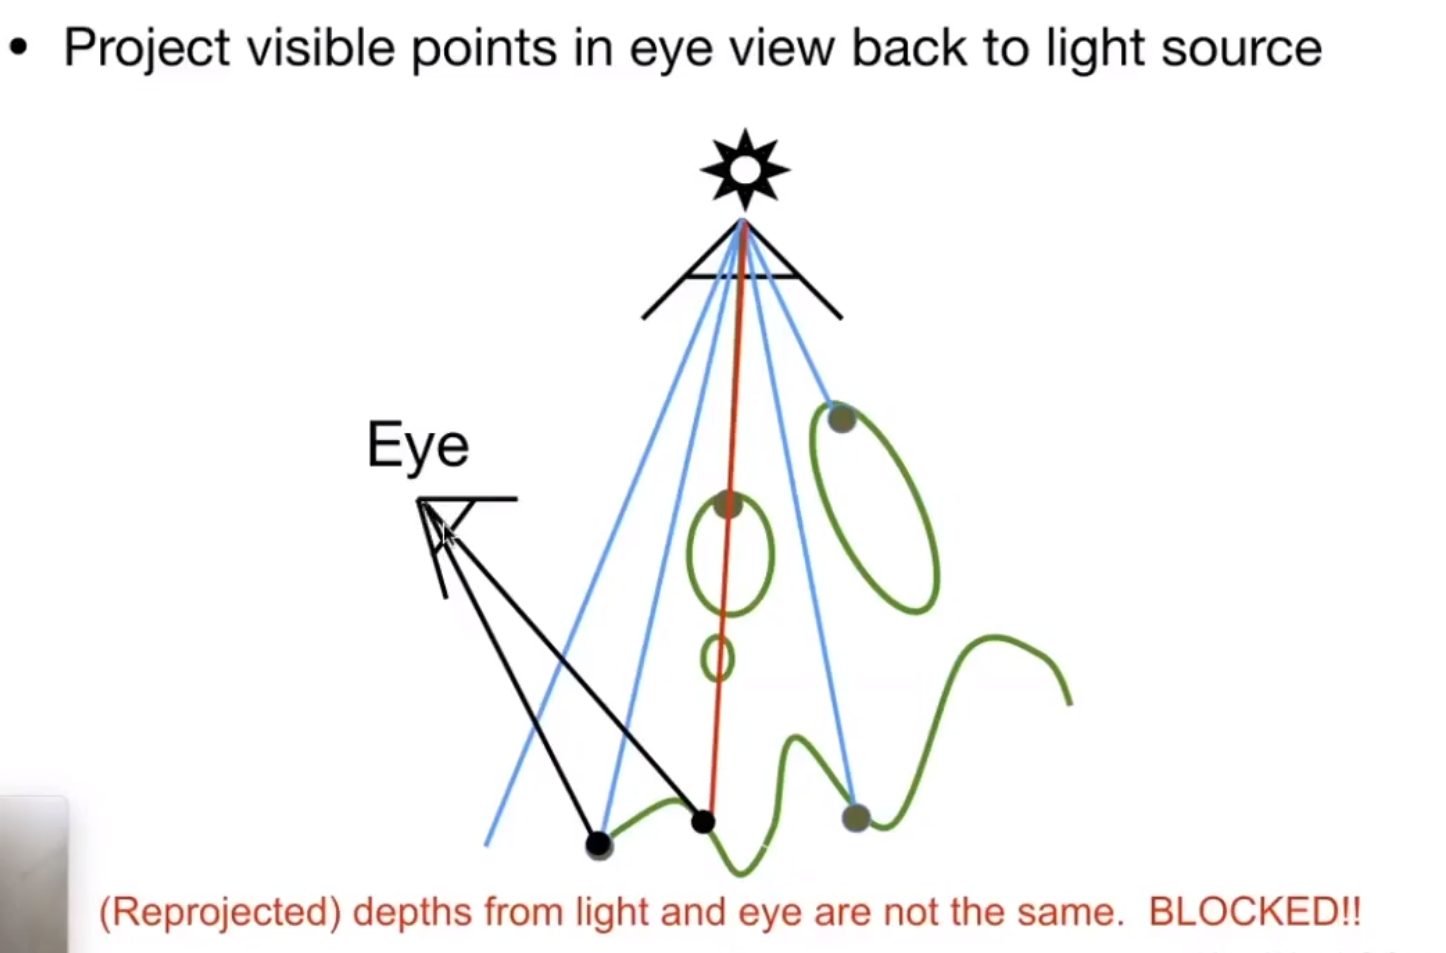 • Project visible points in eye view back to light source
Eye
(Reprojected) depths from light and eye are not the same. BLOCKED!!